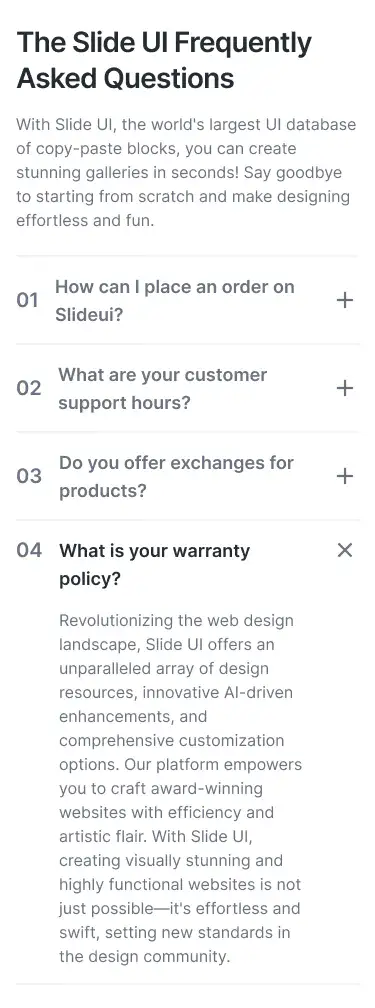 The Slide UI Frequently
Asked Questions
With Slide UI, the world's largest UI database
of copy-paste blocks, you can create
stunning galleries in seconds! Say goodbye
to starting from scratch and make designing
effortless and fun.
01 How can I place an order on
Slideui?
02 What are your customer
support hours?
03 Do you offer exchanges for
products?
04 What is your warranty
policy?
Revolutionizing the web design
landscape, Slide UI offers an
unparalleled array of design
resources, innovative AI-driven
enhancements, and
comprehensive customization
options. Our platform empowers
you to craft award-winning
websites with efficiency and
artistic flair. With Slide UI,
creating visually stunning and
highly functional websites is not
just possible—it's effortless and
swift, setting new standards in
the design community.